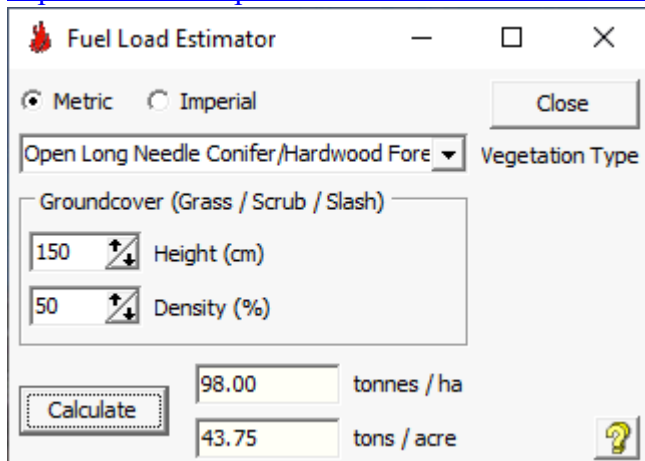 Fuel Load Estimator
Metric Imperial Close
Open Long Needle Conifer/Hardwood Fore Vegetation Type
Groundcover (Grass / Scrub / Slash)
150 Height (cm)
50 Density (%)
98.00 tonnes / ha
Calculate
43.75 tons / acre